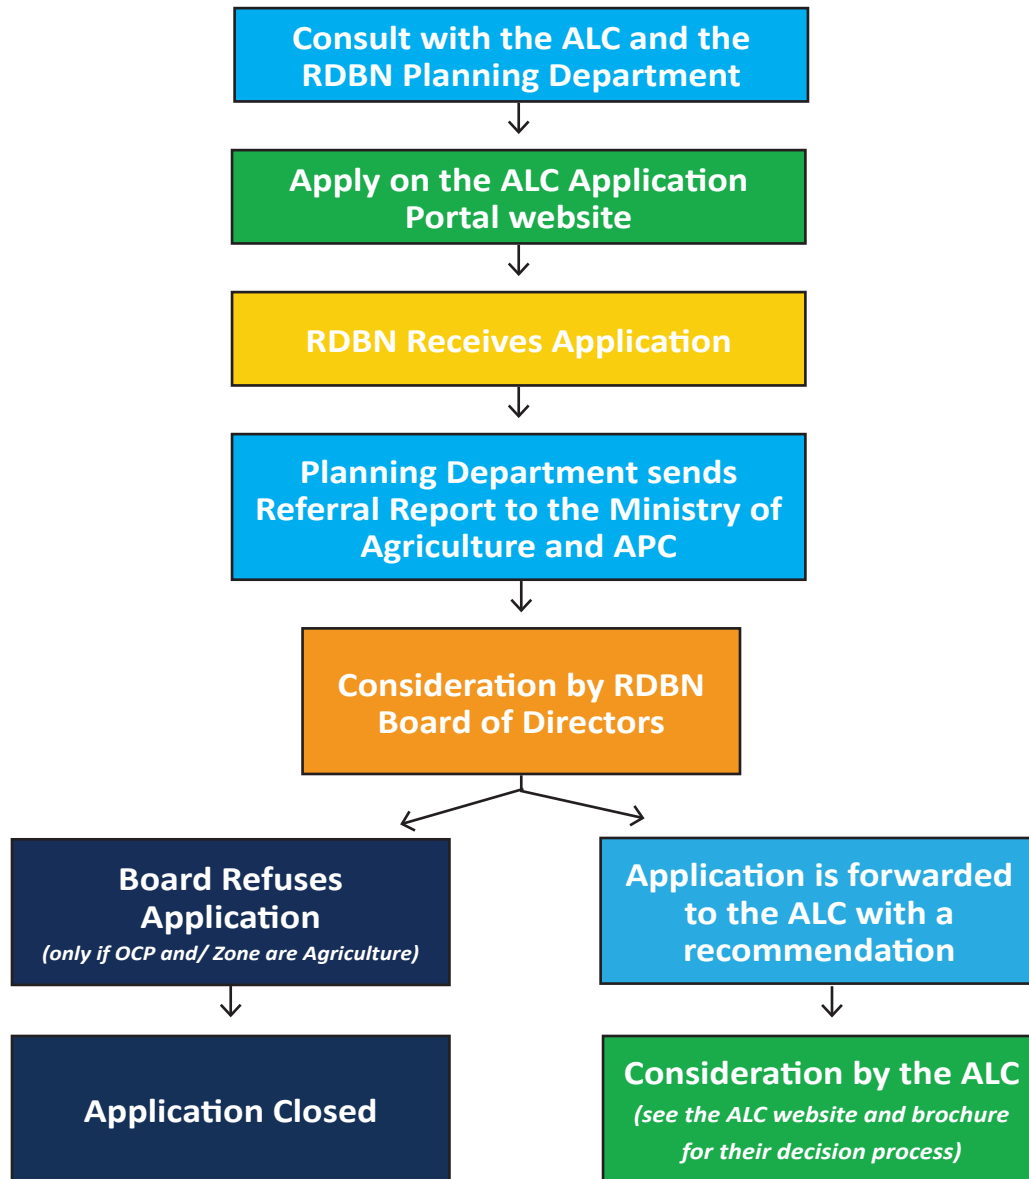 Consult with the ALC and the
RDBN Planning Department
Apply on the ALC Application
Portal website
RDBN Receives Application
Planning Department sends
Referral Report to the Ministry of
Agriculture and APC
Consideration by RDBN
Board of Directors
Board Refuses
Application
(only if OCP and/ Zone are Agriculture)
Application is forwarded
to the ALC with a
recommendation
Application Closed
Consideration by the ALC
(see the ALC website and brochure
for their decision process)